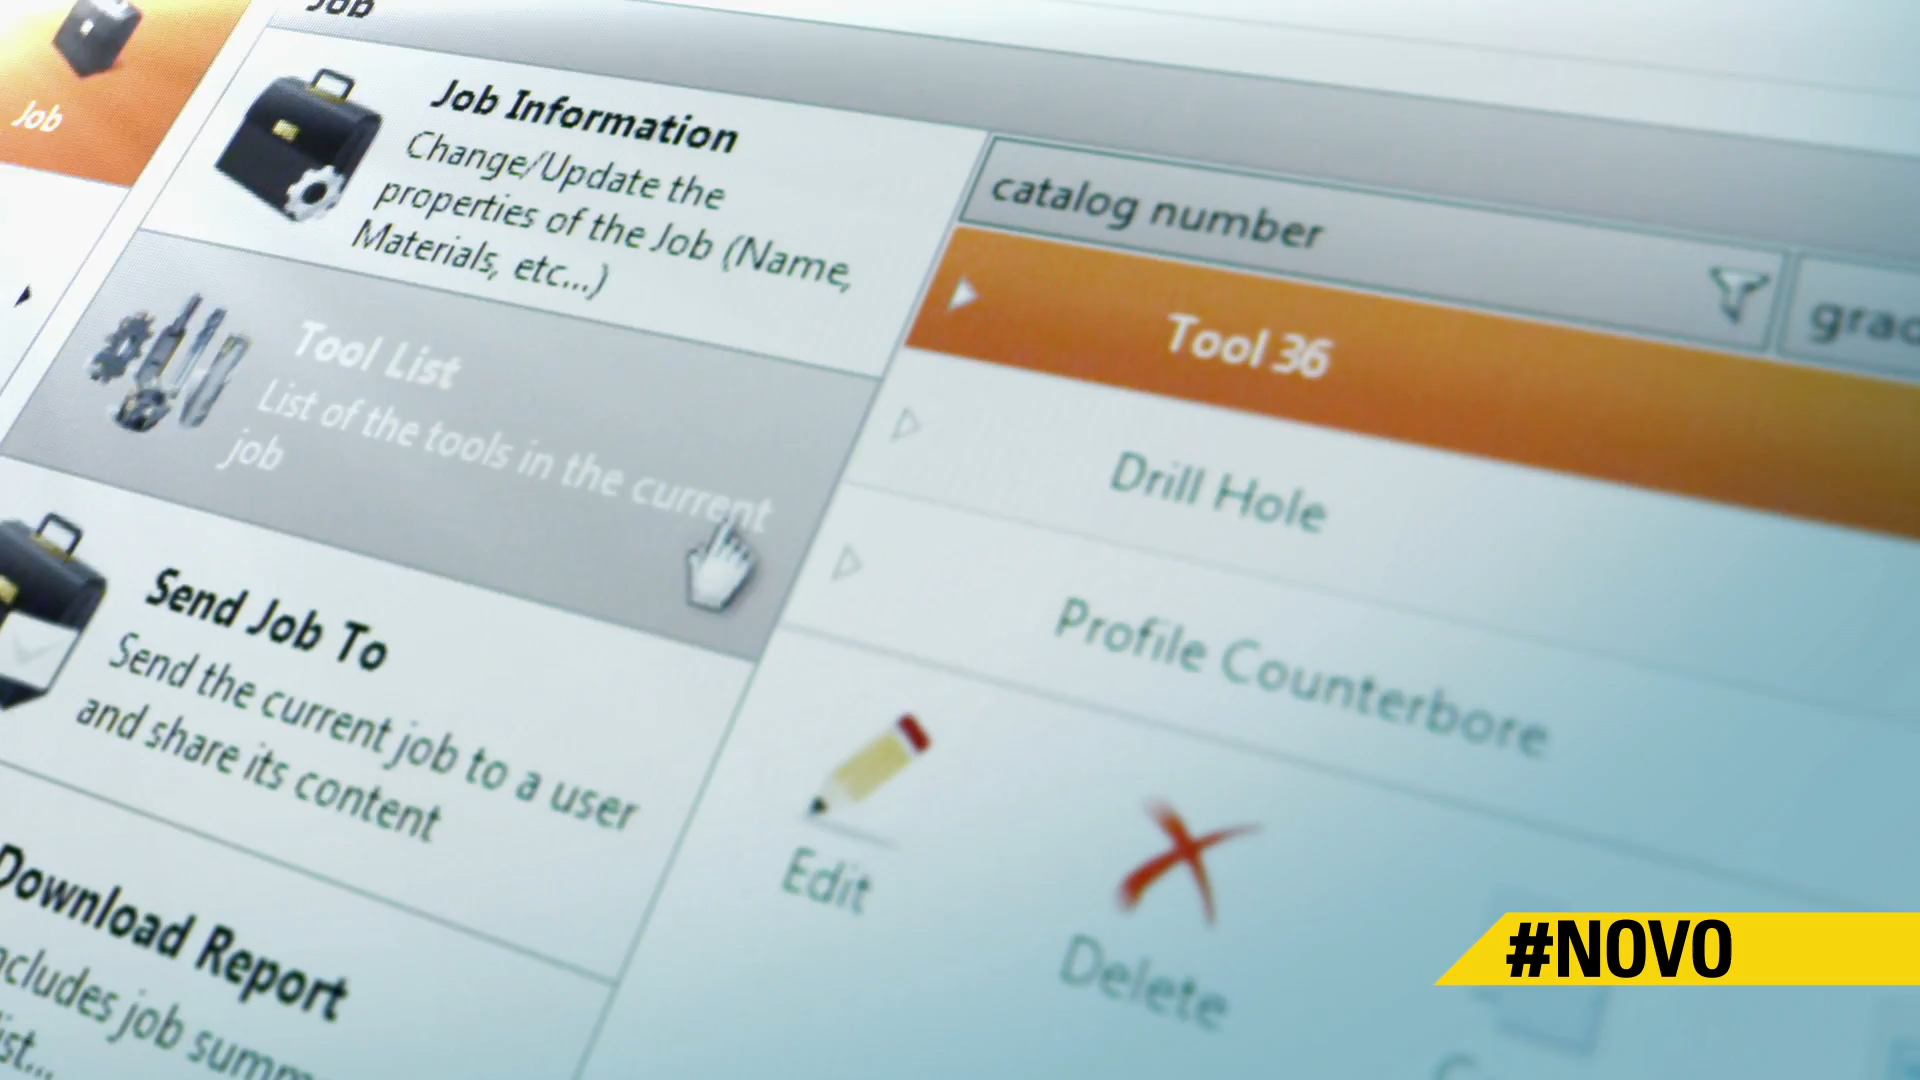 Job
Job
Job Information
Change/Update the
properties of the Job (Name,
Materials, etc...)
Tool List
List of the tools in the current
job
Send Job To
Send the current job to a user
and share its content
Download Report
job
catalog number
Tool 36
Drill Hole
Profile Counterbore
Edit
Delete
#NOVO